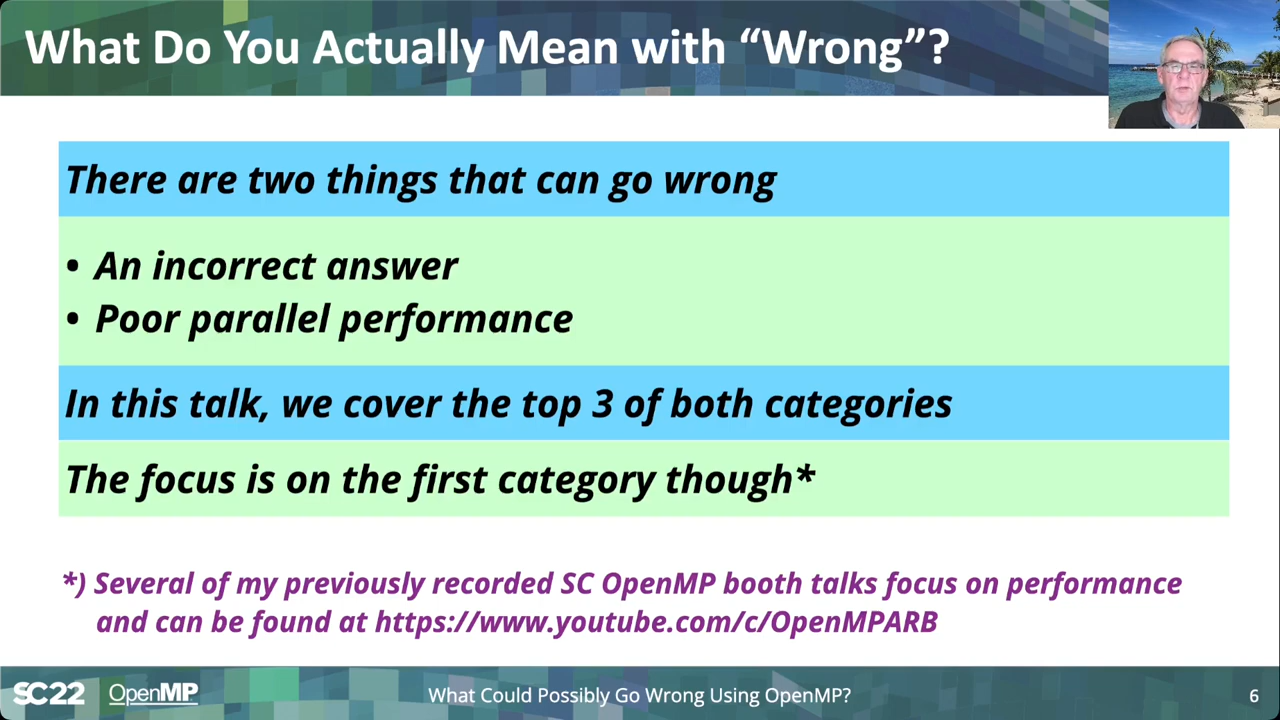 What Do You Actually Mean with “Wrong”?
There are two things that can go wrong
• An incorrect answer
• Poor parallel performance
In this talk, we cover the top 3 of both categories
The focus is on the first category though*
*) Several of my previously recorded SC OpenMP booth talks focus on performance
and can be found at https://www.youtube.com/c/OpenMPARB
SC22 OpenMP What Could Possibly Go Wrong Using OpenMP? 6